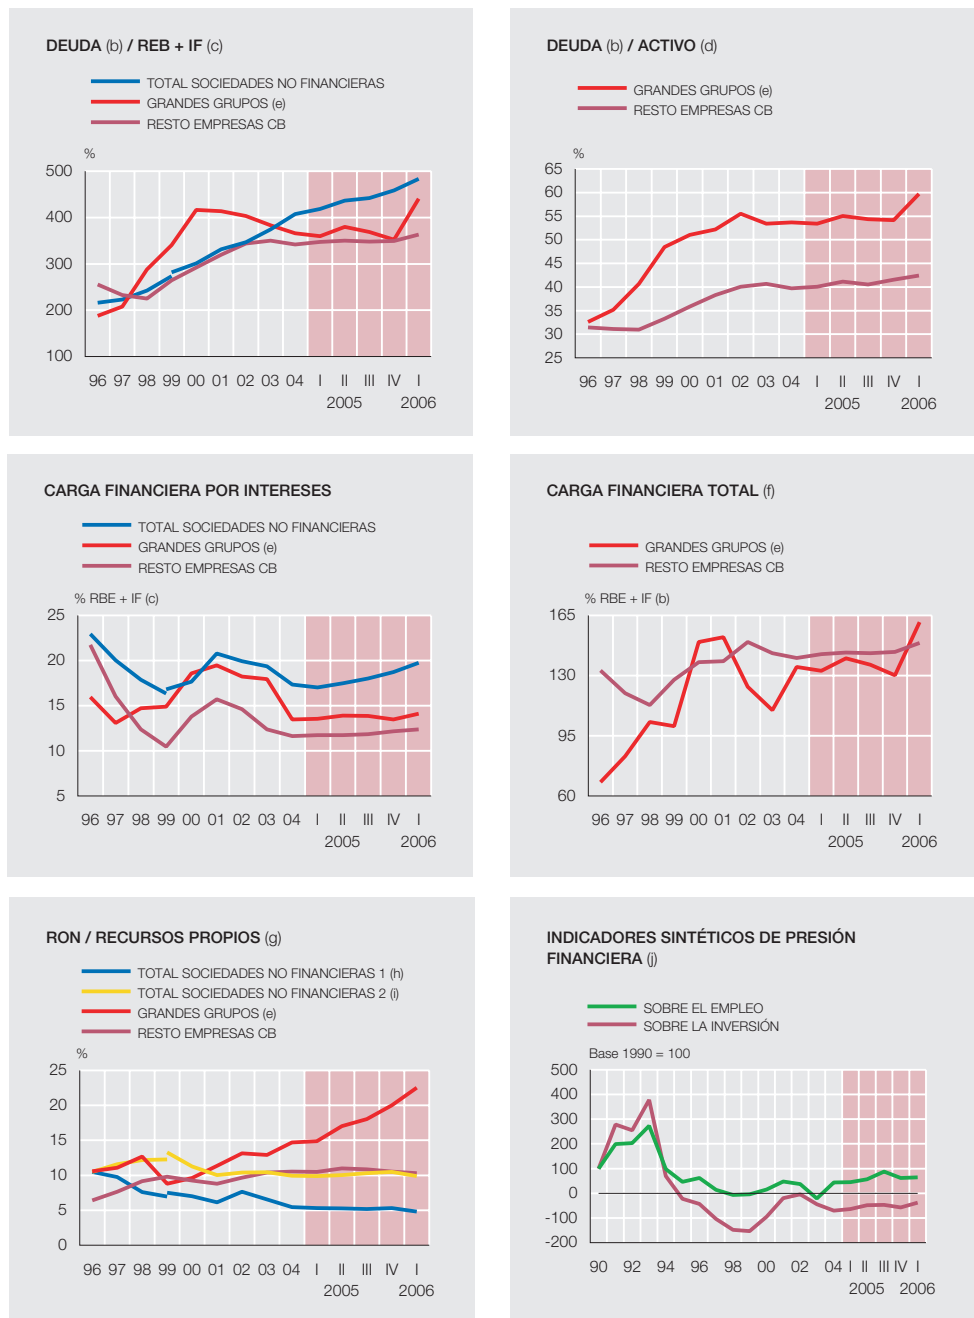 DEUDA (b) / REB + IF (c)
TOTAL SOCIEDADES NO FINANCIERAS
GRANDES GRUPOS (e)
RESTO EMPRESAS CB
%
500
400
300
200
100
96 97 98 99 00 01 02 03 04 I II III IV I
2005 2006
DEUDA (b) / ACTIVO (d)
GRANDES GRUPOS (e)
RESTO EMPRESAS CB
%
65
60
55
50
45
40
35
30
25
96 97 98 99 00 01 02 03 04 I II III IV I
2005 2006
CARGA FINANCIERA POR INTERESES
TOTAL SOCIEDADES NO FINANCIERAS
GRANDES GRUPOS (e)
RESTO EMPRESAS CB
% RBE + IF (c)
25
20
15
10
5
96 97 98 99 00 01 02 03 04 I II III IV I
2005 2006
CARGA FINANCIERA TOTAL (f)
GRANDES GRUPOS (e)
RESTO EMPRESAS CB
% RBE + IF (b)
165
130
95
60
96 97 98 99 00 01 02 03 04 I II III IV I
2005 2006
RON / RECURSOS PROPIOS (g)
TOTAL SOCIEDADES NO FINANCIERAS 1 (h)
TOTAL SOCIEDADES NO FINANCIERAS 2 (i)
GRANDES GRUPOS (e)
RESTO EMPRESAS CB
%
25
20
15
10
5
0
96 97 98 99 00 01 02 03 04 I II III IV I
2005 2006
INDICADORES SINTÉTICOS DE PRESIÓN
FINANCIERA (j)
SOBRE EL EMPLEO
SOBRE LA INVERSIÓN
Base 1990 = 100
500
400
300
200
100
0
-100
-200
90 92 94 96 98 00 02 04 I II III IV I
2005 2006